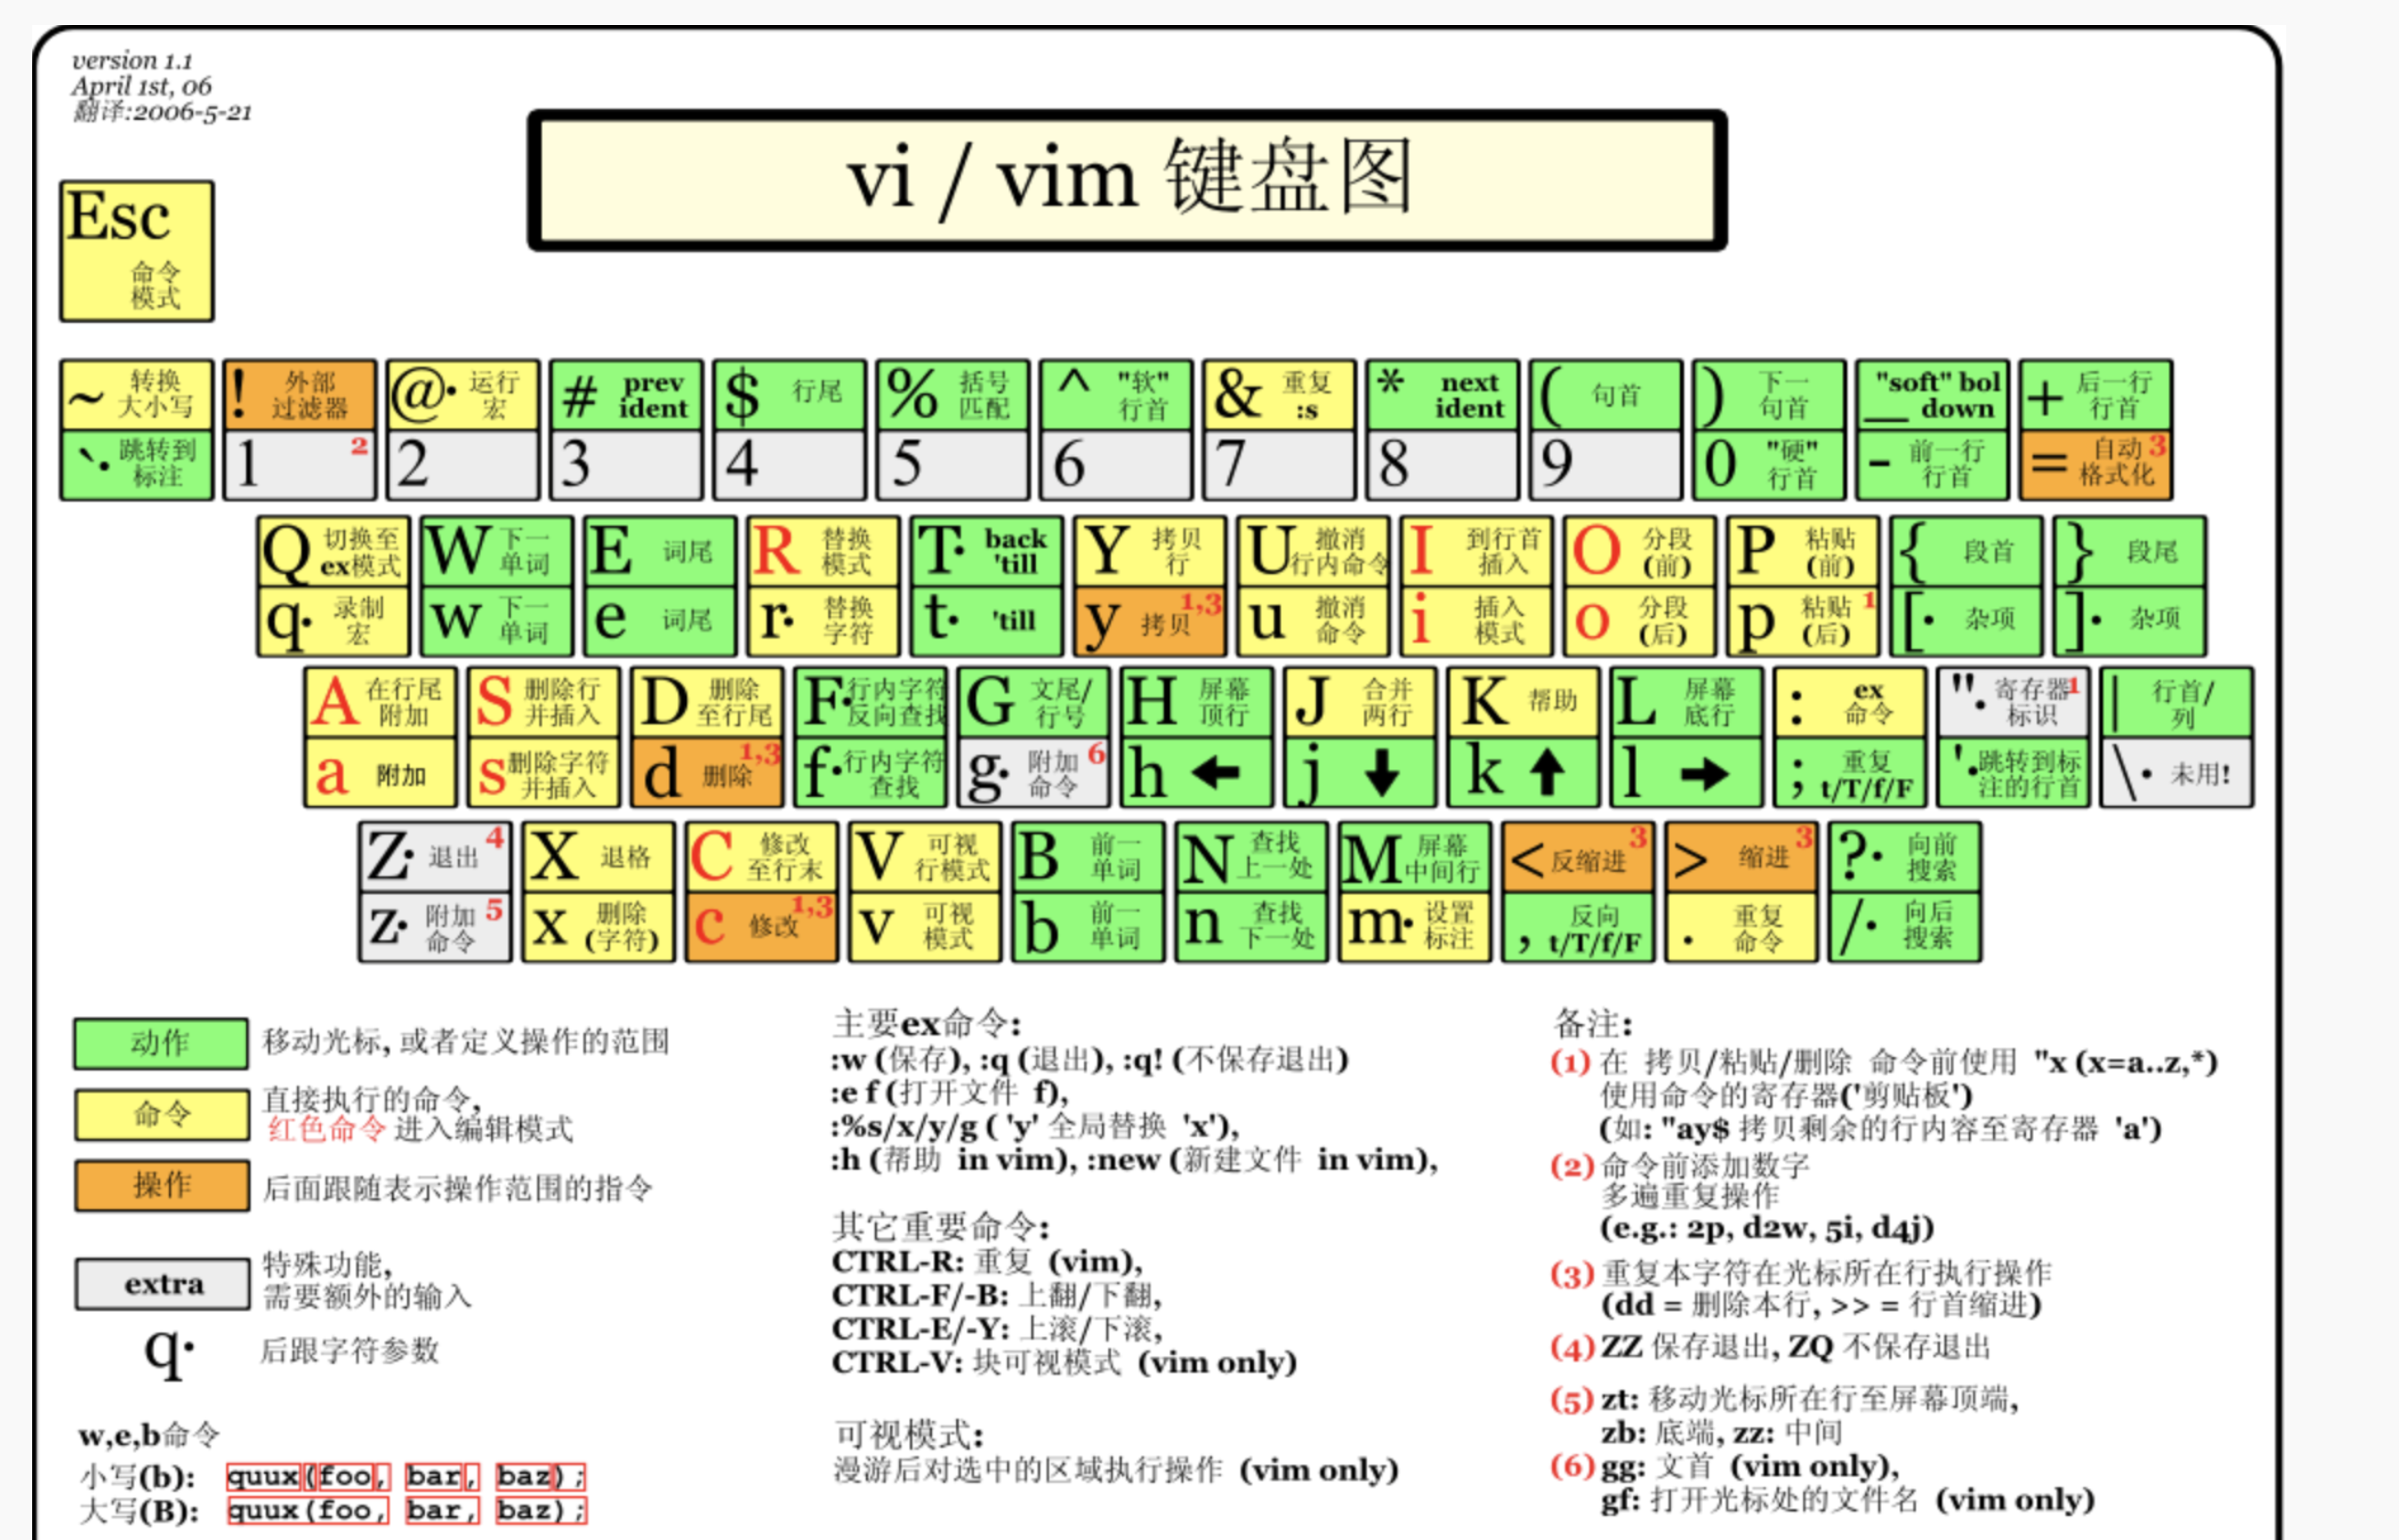 version 1.1
April 1st, 06
翻译:2006-5-21
vi / vim 键盘图
Esc
命令
模式
~ 转换
大小写
! 外部
过滤器
@· 运行
宏
# prev
ident
$ 行尾
% 括号
匹配
^ "软"
行首
& 重复
:s
* next
ident
( 句首
) 下一
句首
"soft" bol
_ down
+ 后一行
行首
`· 跳转到
标注
1 2
2
3
4
5
6
7
8
9
0 "硬"
行首
- 前一行
行首
= 自动 3
格式化
Q 切换至
ex模式
W 下一
单词
E 词尾
R 替换
模式
T· back
'till
Y 拷贝
行
U 撤消
行内命令
I 到行首
插入
O 分段
(前)
P 粘贴
(前)
{ 段首
} 段尾
q· 录制
宏
w 下一
单词
e 词尾
r· 替换
字符
t· 'till
y 拷贝 1,3
u 撤消
命令
i 插入
模式
o 分段
(后)
p 粘贴 1
(后)
[· 杂项
]· 杂项
A 在行尾
附加
S 删除行
并插入
D 删除
至行尾
F· 行内字符
反向查找
G 文尾/
行号
H 屏幕
顶行
J 合并
两行
K 帮助
L 屏幕
底行
: ex
命令
"· 寄存器 1
标识
| 行首/
列
a 附加
s 删除字符
并插入
d 删除 1,3
f· 行内字符
查找
g· 附加 6
命令
h ←
j ↓
k ↑
l →
; 重复
t/T/f/F
'· 跳转到标
注的行首
\· 未用!
Z· 退出 4
X 退格
C 修改
至行末
V 可视
行模式
B 前一
单词
N 查找
上一处
M 屏幕
中间行
< 反缩进 3
> 缩进 3
?· 向前
搜索
z· 附加 5
命令
x 删除
(字符)
c 修改 1,3
v 可视
模式
b 前一
单词
n 查找
下一处
m· 设置
标注
, 反向
t/T/f/F
. 重复
命令
/· 向后
搜索
动作 移动光标, 或者定义操作的范围
命令 直接执行的命令,
红色命令 进入编辑模式
操作 后面跟随表示操作范围的指令
extra 特殊功能,
需要额外的输入
q· 后跟字符参数
w,e,b命令
小写(b): quux(foo, bar, baz);
大写(B): quux(foo, bar, baz);
主要ex命令:
:w (保存), :q (退出), :q! (不保存退出)
:e f (打开文件 f),
:%s/x/y/g ( 'y' 全局替换 'x'),
:h (帮助 in vim), :new (新建文件 in vim),
其它重要命令:
CTRL-R: 重复 (vim),
CTRL-F/-B: 上翻/下翻,
CTRL-E/-Y: 上滚/下滚,
CTRL-V: 块可视模式 (vim only)
可视模式:
漫游后对选中的区域执行操作 (vim only)
备注:
(1) 在 拷贝/粘贴/删除 命令前使用 "x (x=a..z,*)
使用命令的寄存器('剪贴板')
(如: "ay$ 拷贝剩余的行内容至寄存器 'a')
(2) 命令前添加数字
多遍重复操作
(e.g.: 2p, d2w, 5i, d4j)
(3) 重复本字符在光标所在行执行操作
(dd = 删除本行, >> = 行首缩进)
(4) ZZ 保存退出, ZQ 不保存退出
(5) zt: 移动光标所在行至屏幕顶端,
zb: 底端, zz: 中间
(6) gg: 文首 (vim only),
gf: 打开光标处的文件名 (vim only)